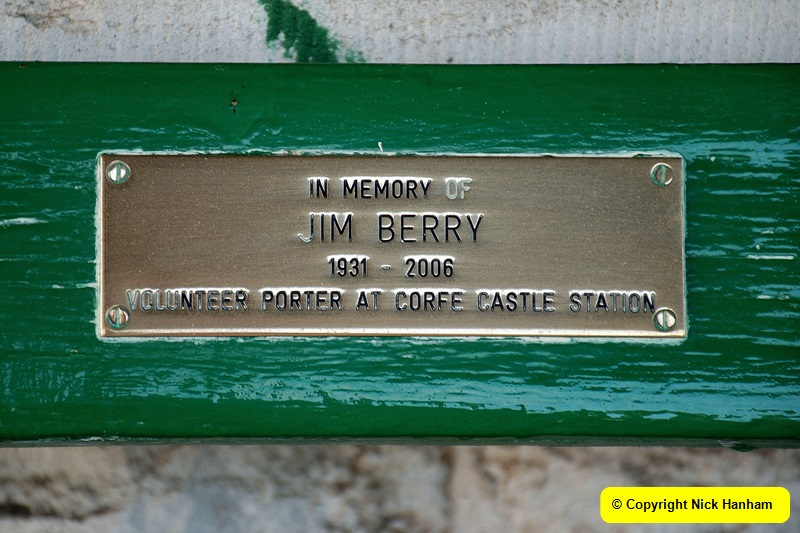 IN MEMORY OF
JIM BERRY
1931 - 2006
VOLUNTEER PORTER AT CORFE CASTLE STATION
© Copyright Nick Hanham